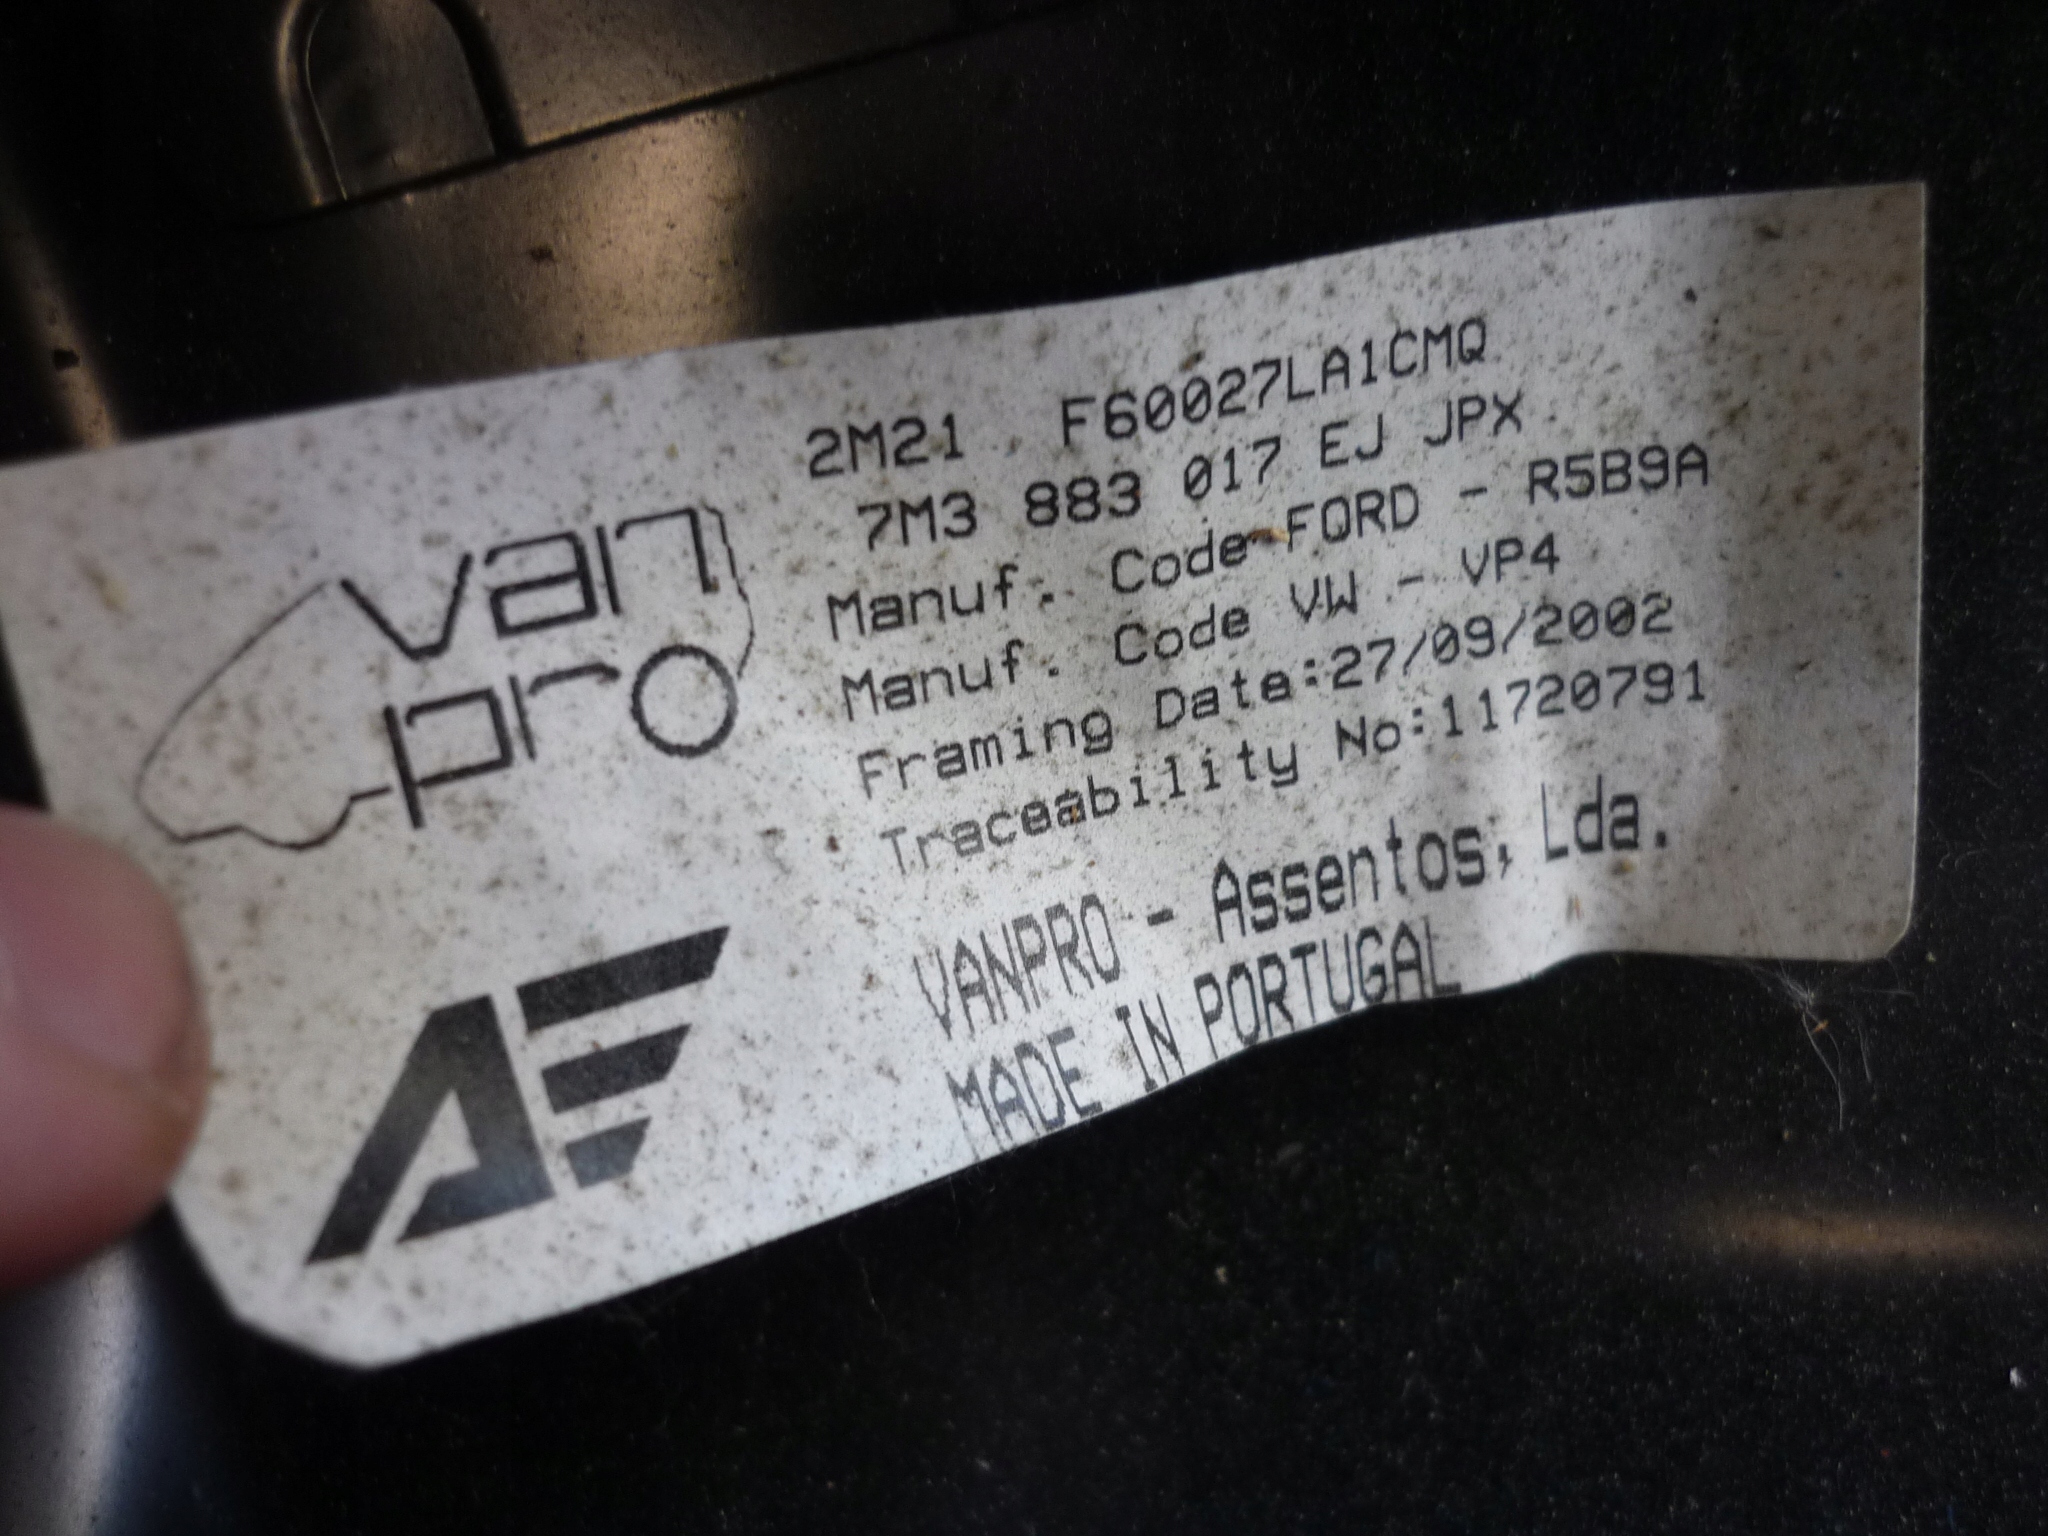 van
pro
2M21 F60027LA1CMQ
7M3 883 017 EJ JPX
Manuf. Code FORD - R5B9A
Manuf. Code VW - VP4
Framing Date:27/09/2002
Traceability No:11720791
VANPRO - Assentos, Lda.
MADE IN PORTUGAL
AE